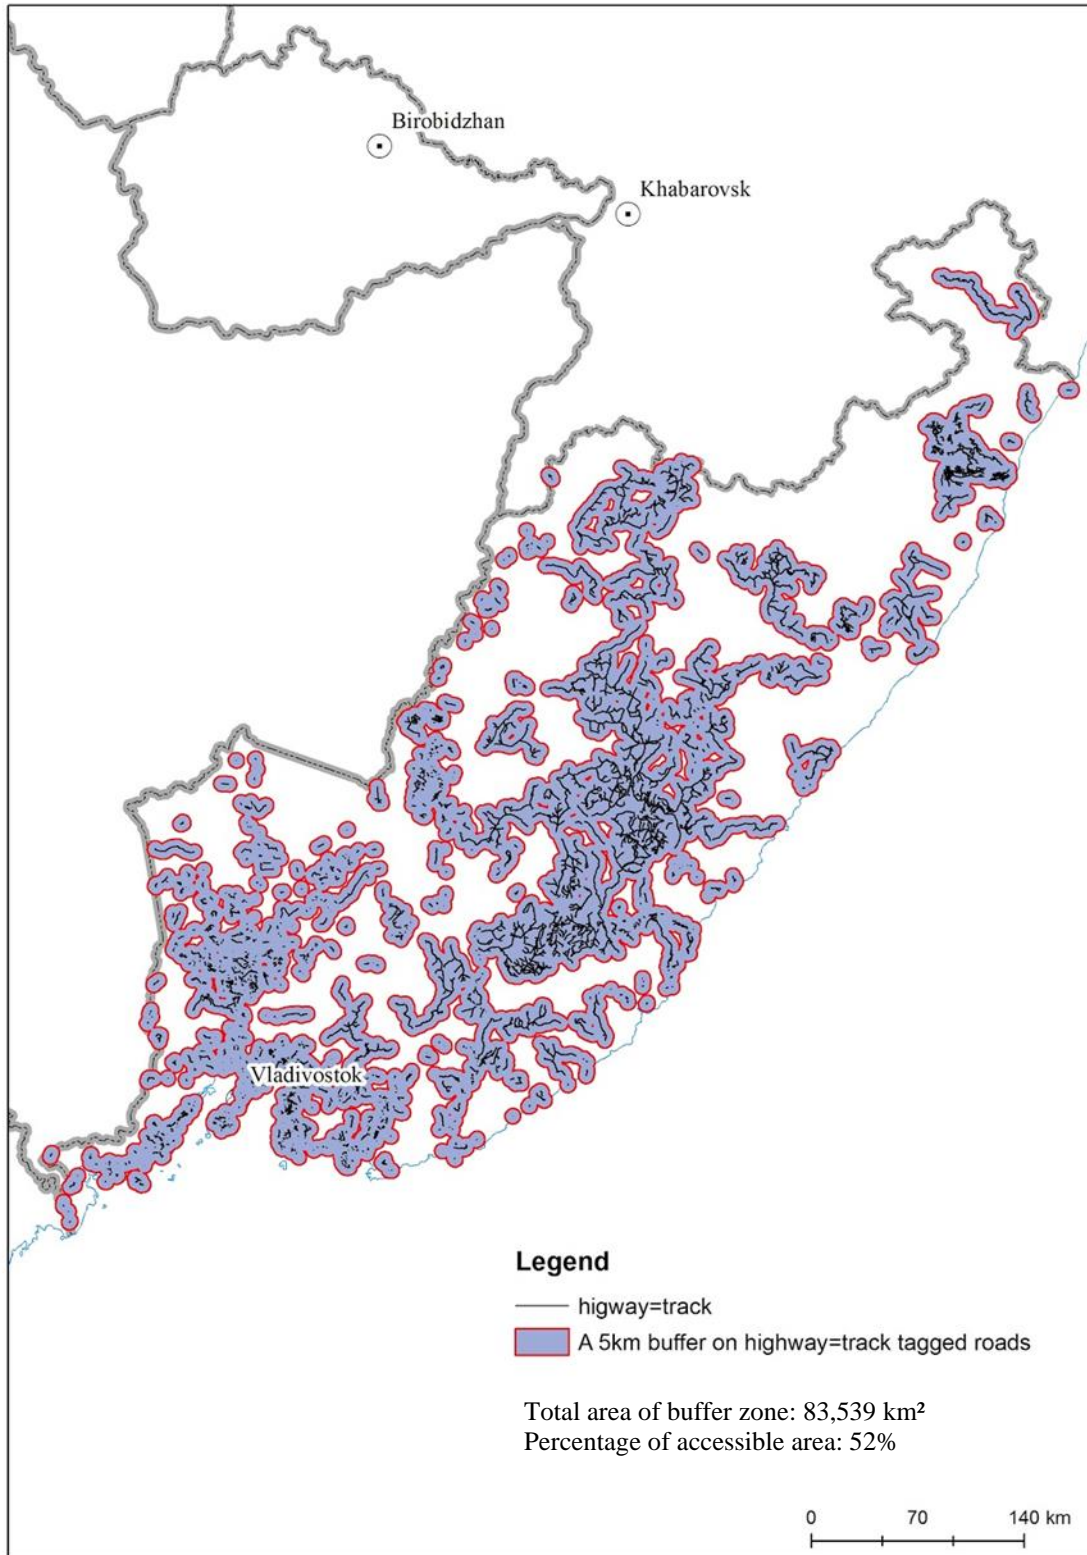 Birobidzhan
Khabarovsk
Vladivostok
Legend
higway=track
A 5km buffer on highway=track tagged roads
Total area of buffer zone: 83,539 km²
Percentage of accessible area: 52%
0 70 140 km